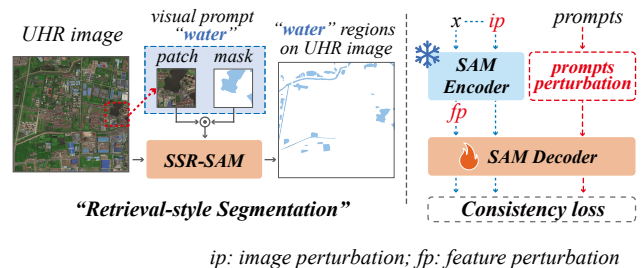 UHR image
visual prompt
“water”
patch
mask
“water” regions
on UHR image
SSR-SAM
“Retrieval-style Segmentation”
x
ip
prompts
SAM
Encoder
prompts
perturbation
fp
SAM Decoder
Consistency loss
ip: image perturbation; fp: feature perturbation